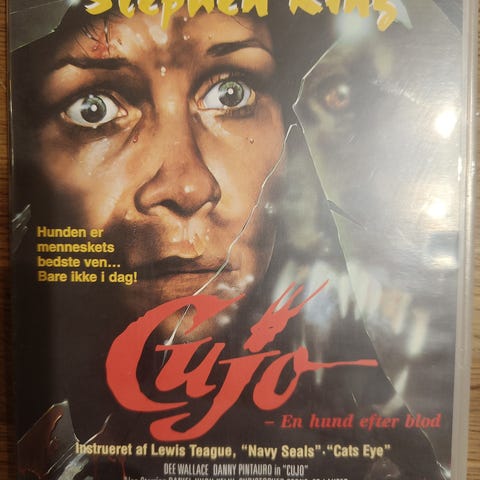 Stephen King
Hunden er
menneskets
bedste ven...
Bare ikke i dag!
Cujo
– En hund efter blod
Instrueret af Lewis Teague, "Navy Seals"·"Cats Eye"
DEE WALLACE DANNY PINTAURO in "CUJO"